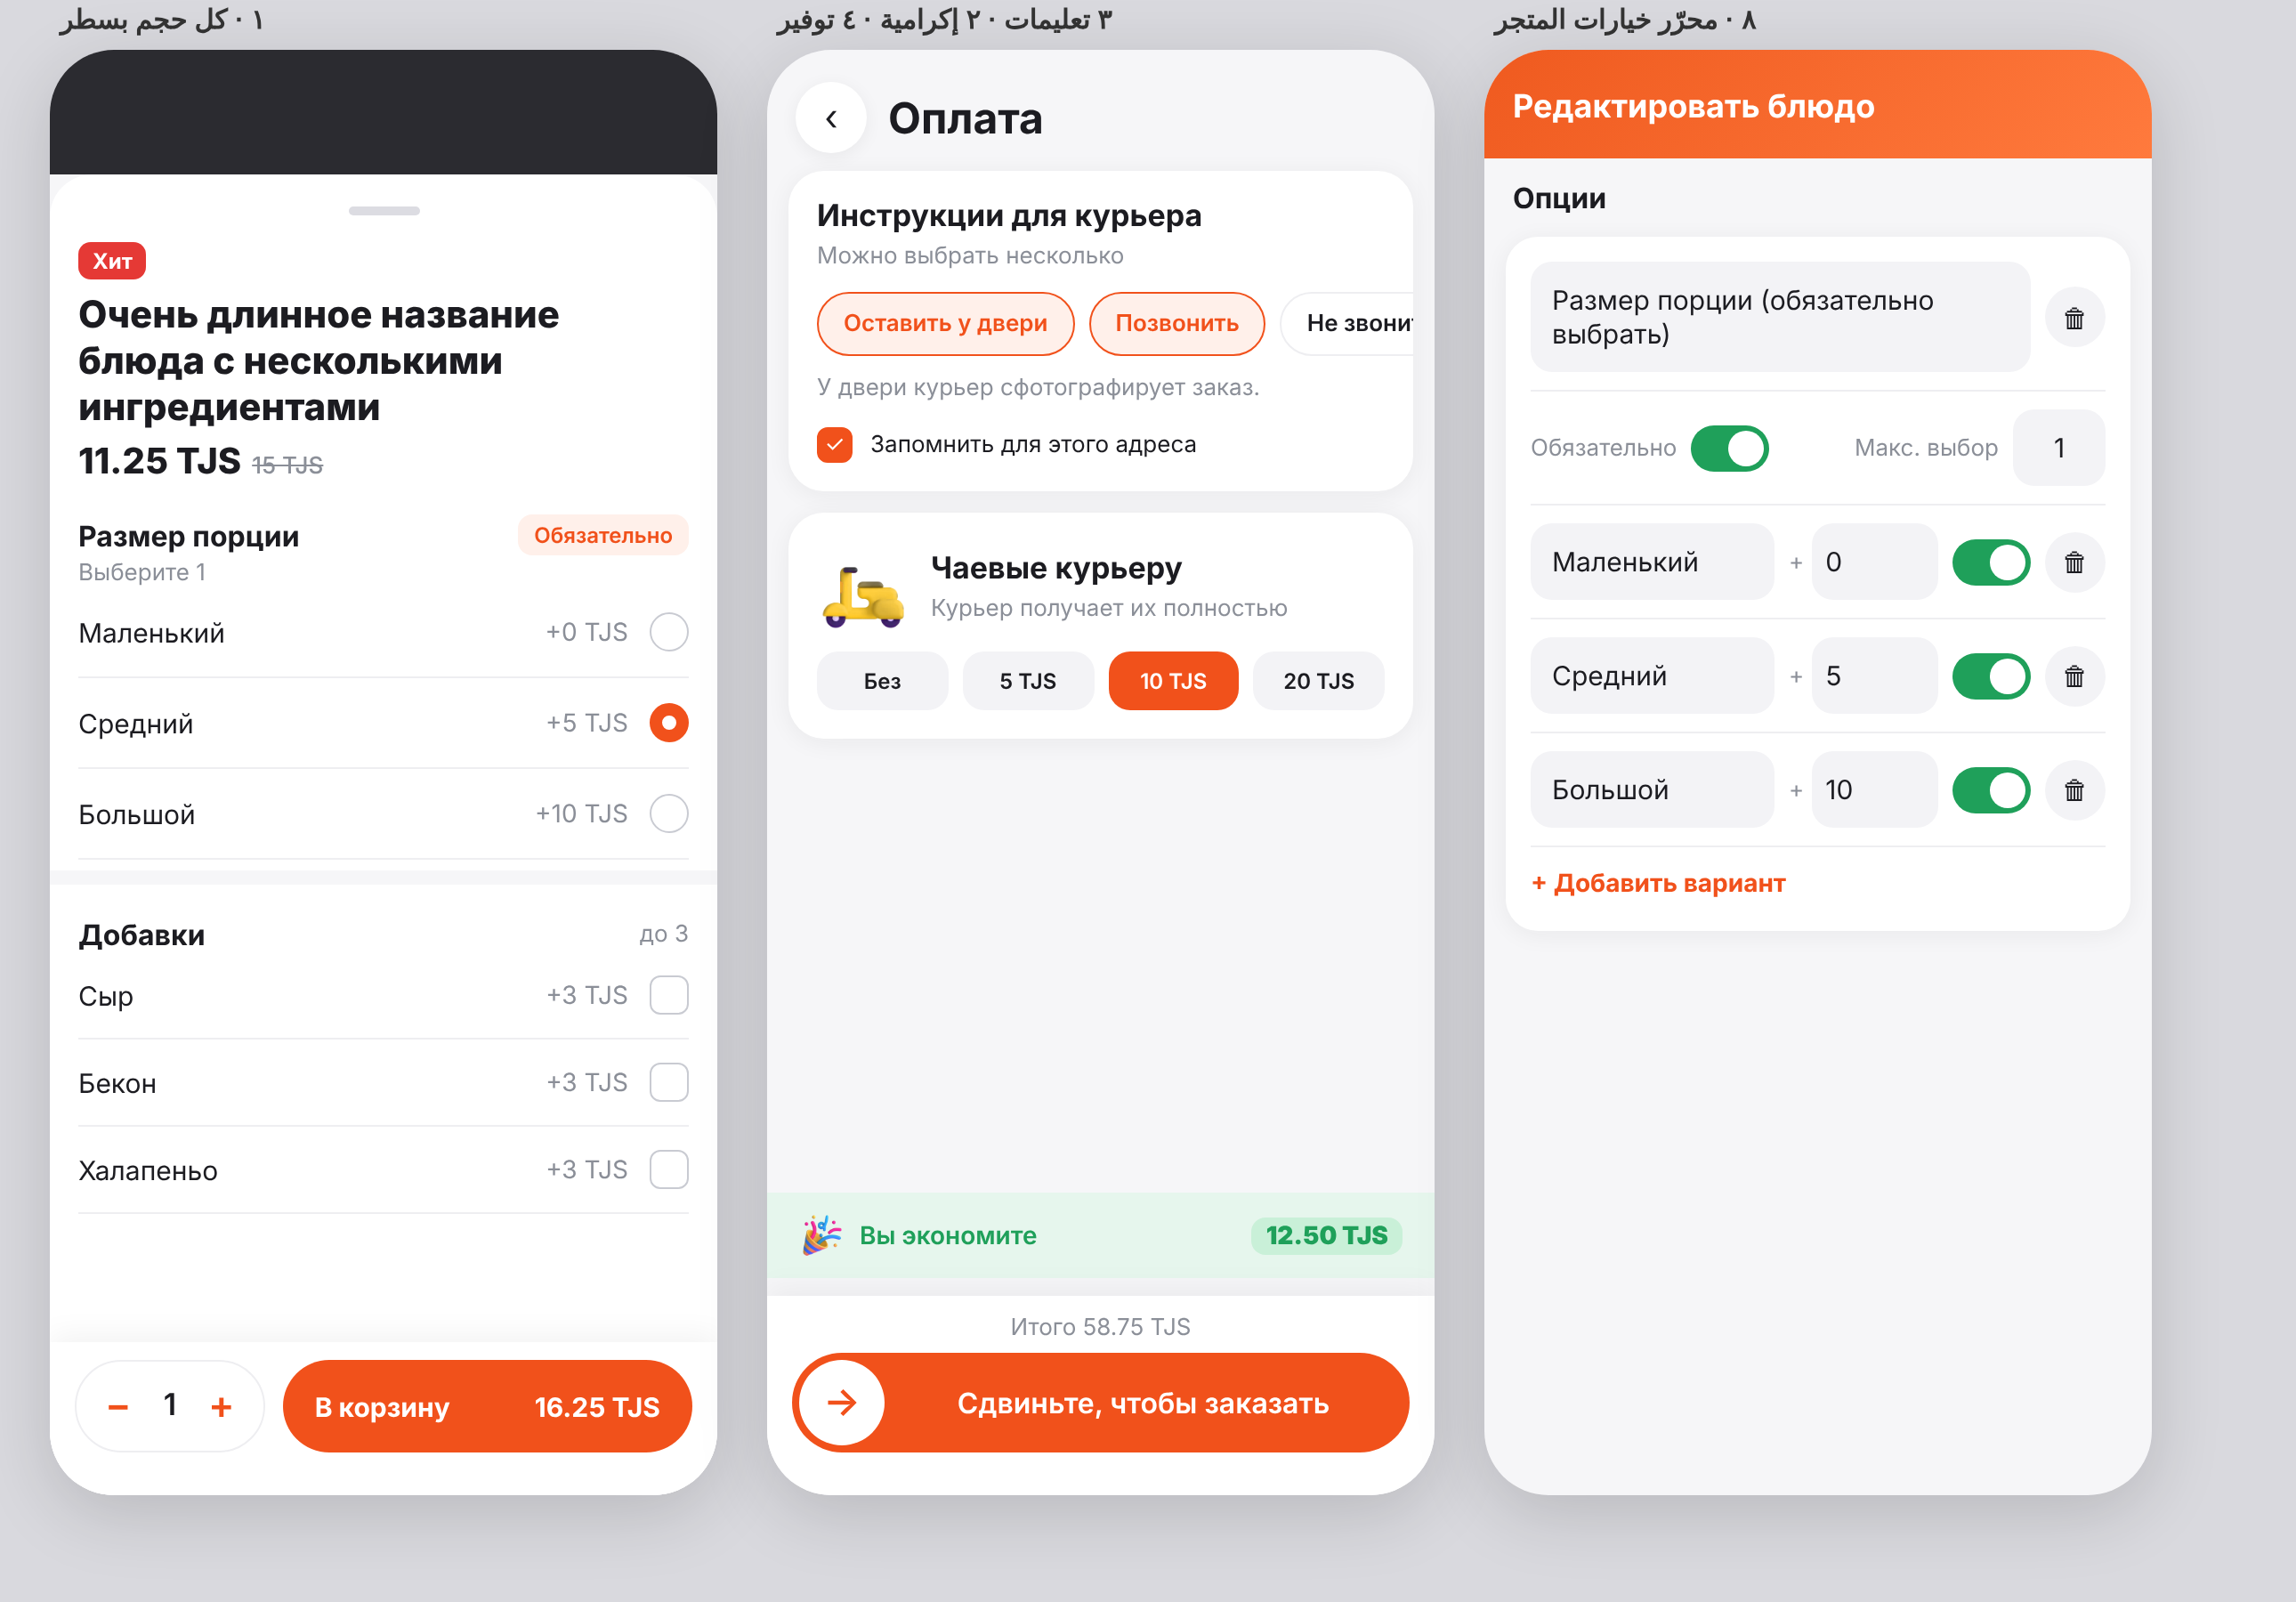 ١ · كل حجم بسطر
Хит
Очень длинное название
блюда с несколькими
ингредиентами
11.25 TJS 15 TJS
Размер порции Обязательно
Выберите 1
Маленький +0 TJS
Средний +5 TJS
Большой +10 TJS
Добавки до 3
Сыр +3 TJS
Бекон +3 TJS
Халапеньо +3 TJS
− 1 + В корзину 16.25 TJS
٣ تعليمات · ٢ إكرامية · ٤ توفير
‹ Оплата
Инструкции для курьера
Можно выбрать несколько
Оставить у двери Позвонить Не звонит
У двери курьер сфотографирует заказ.
Запомнить для этого адреса
Чаевые курьеру
Курьер получает их полностью
Без 5 TJS 10 TJS 20 TJS
Вы экономите 12.50 TJS
Итого 58.75 TJS
Сдвиньте, чтобы заказать
٨ · محرّر خيارات المتجر
Редактировать блюдо
Опции
Размер порции (обязательно
выбрать)
Обязательно Макс. выбор 1
Маленький + 0
Средний + 5
Большой + 10
+ Добавить вариант